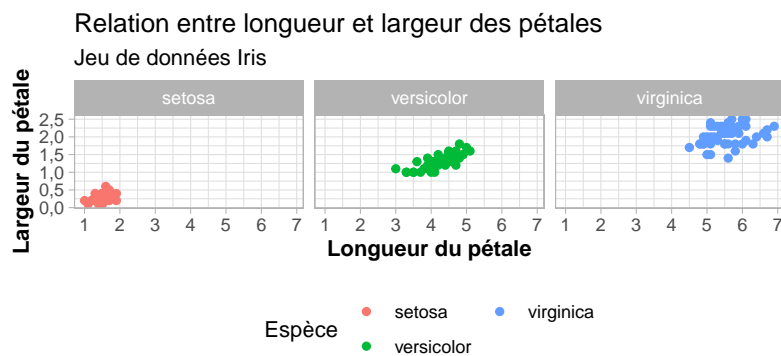 Relation entre longueur et largeur des pétales
Jeu de données Iris
setosa versicolor virginica
Largeur du pétale
2,5
2,0
1,5
1,0
0,5
0,0
1 2 3 4 5 6 7 1 2 3 4 5 6 7 1 2 3 4 5 6 7
Longueur du pétale
Espèce
setosa virginica
versicolor